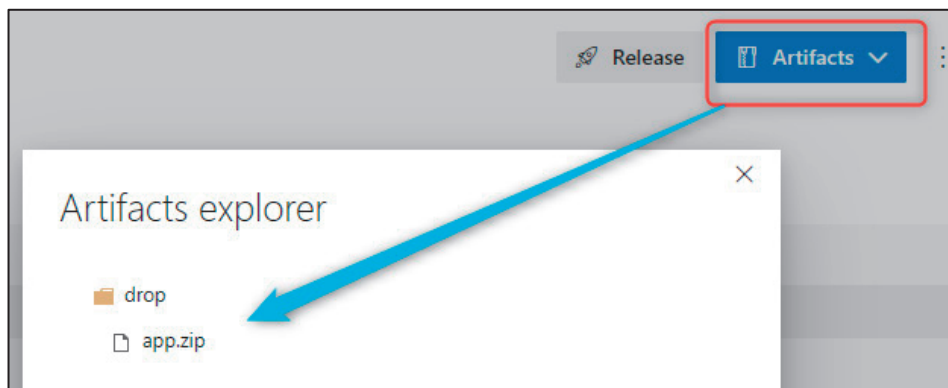 Release
Artifacts
Artifacts explorer
drop
app.zip